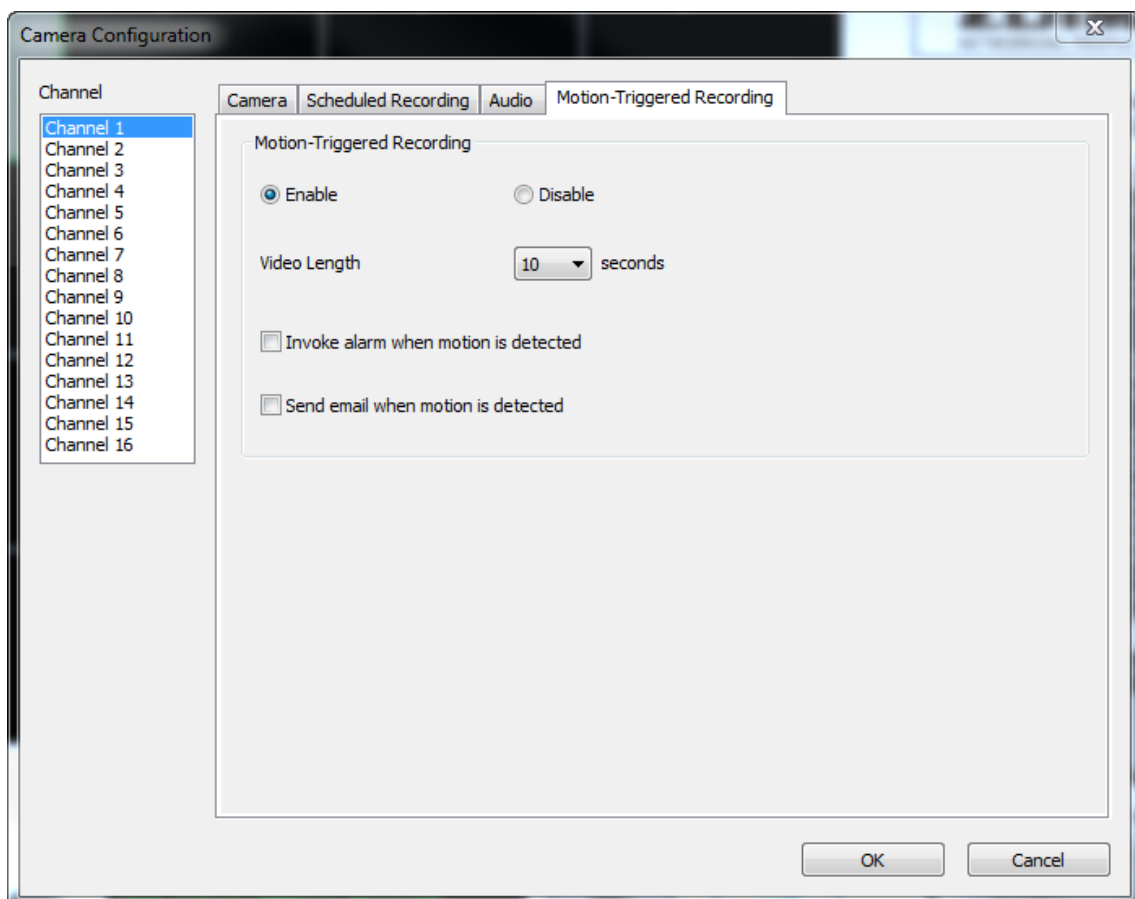 Camera Configuration
Channel
Channel 1
Channel 2
Channel 3
Channel 4
Channel 5
Channel 6
Channel 7
Channel 8
Channel 9
Channel 10
Channel 11
Channel 12
Channel 13
Channel 14
Channel 15
Channel 16
Camera Scheduled Recording Audio Motion-Triggered Recording
Motion-Triggered Recording
Enable Disable
Video Length 10 seconds
Invoke alarm when motion is detected
Send email when motion is detected
OK Cancel